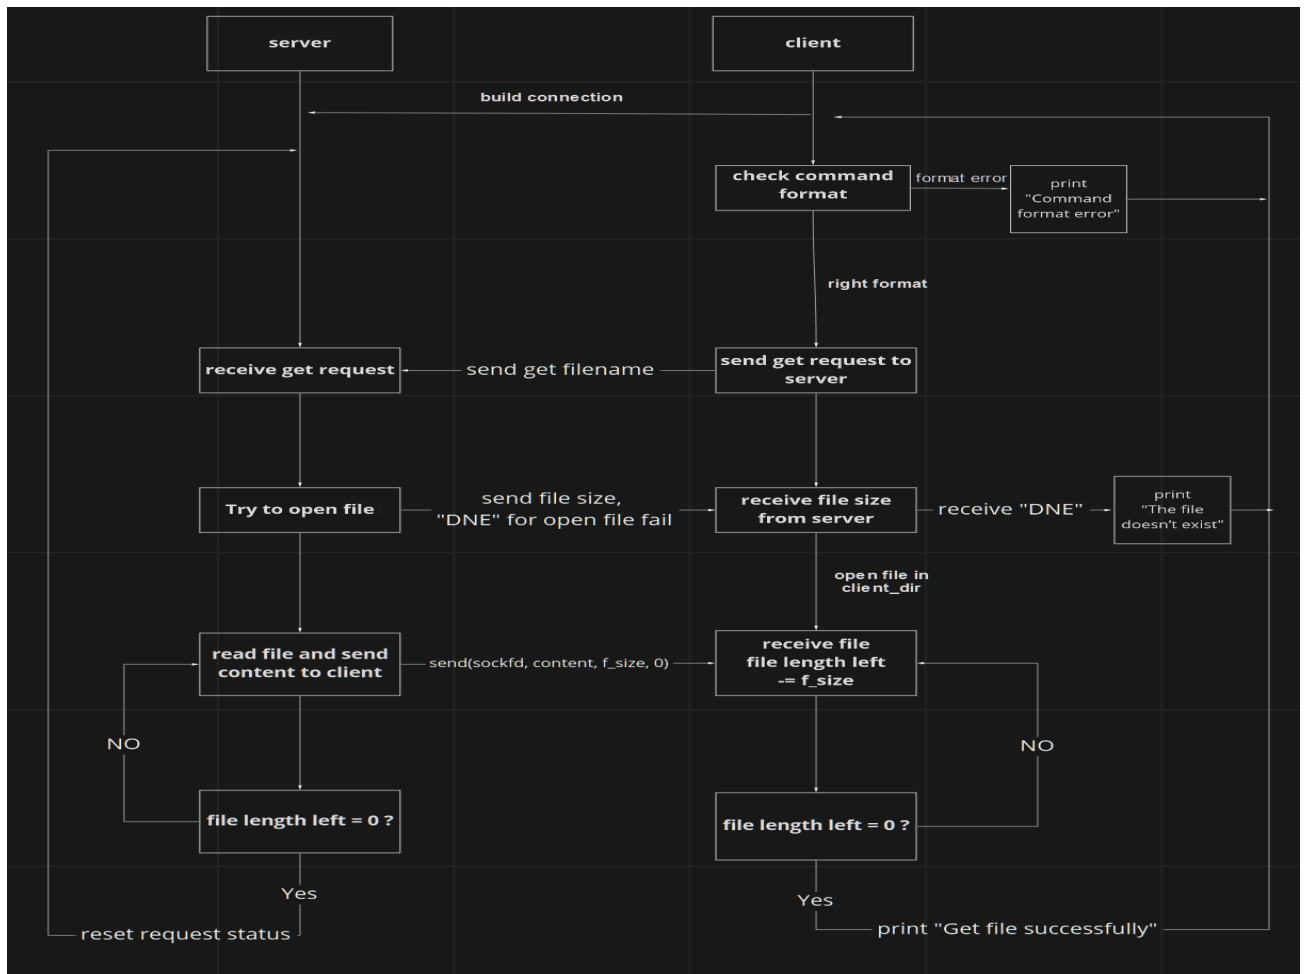 server
client
build connection
check command
format
format error
print
"Command
format error"
right format
receive get request
send get filename
send get request to
server
Try to open file
send file size,
"DNE" for open file fail
receive file size
from server
receive "DNE"
print
"The file
doesn't exist"
open file in
client_dir
read file and send
content to client
send(sockfd, content, f_size, 0)
receive file
file length left
-= f_size
NO
NO
file length left = 0 ?
file length left = 0 ?
Yes
Yes
reset request status
print "Get file successfully"